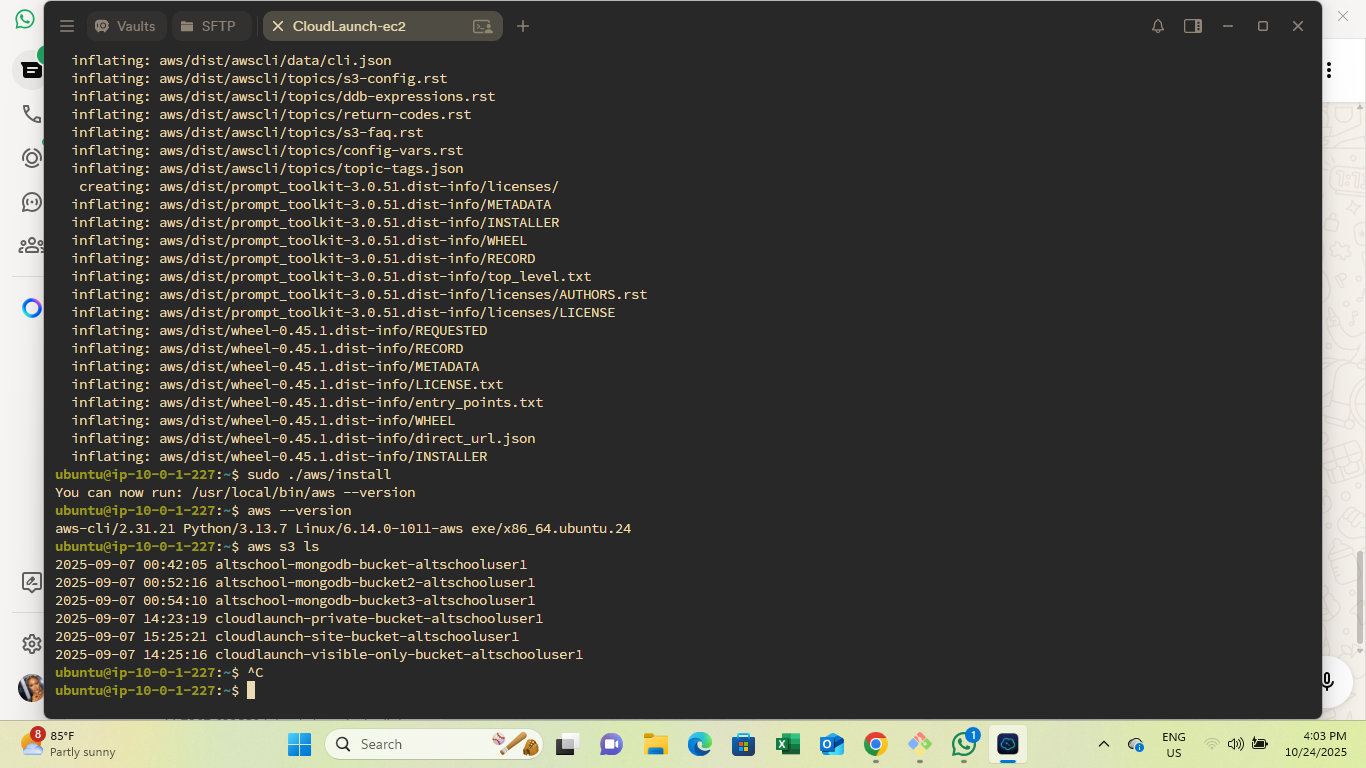 Vaults
SFTP
CloudLaunch-ec2
inflating: aws/dist/awscli/data/cli.json
inflating: aws/dist/awscli/topics/s3-config.rst
inflating: aws/dist/awscli/topics/ddb-expressions.rst
inflating: aws/dist/awscli/topics/return-codes.rst
inflating: aws/dist/awscli/topics/s3-faq.rst
inflating: aws/dist/awscli/topics/config-vars.rst
inflating: aws/dist/awscli/topics/topic-tags.json
creating: aws/dist/prompt_toolkit-3.0.51.dist-info/licenses/
inflating: aws/dist/prompt_toolkit-3.0.51.dist-info/METADATA
inflating: aws/dist/prompt_toolkit-3.0.51.dist-info/INSTALLER
inflating: aws/dist/prompt_toolkit-3.0.51.dist-info/WHEEL
inflating: aws/dist/prompt_toolkit-3.0.51.dist-info/RECORD
inflating: aws/dist/prompt_toolkit-3.0.51.dist-info/top_level.txt
inflating: aws/dist/prompt_toolkit-3.0.51.dist-info/licenses/AUTHORS.rst
inflating: aws/dist/prompt_toolkit-3.0.51.dist-info/licenses/LICENSE
inflating: aws/dist/wheel-0.45.1.dist-info/REQUESTED
inflating: aws/dist/wheel-0.45.1.dist-info/RECORD
inflating: aws/dist/wheel-0.45.1.dist-info/METADATA
inflating: aws/dist/wheel-0.45.1.dist-info/LICENSE.txt
inflating: aws/dist/wheel-0.45.1.dist-info/entry_points.txt
inflating: aws/dist/wheel-0.45.1.dist-info/WHEEL
inflating: aws/dist/wheel-0.45.1.dist-info/direct_url.json
inflating: aws/dist/wheel-0.45.1.dist-info/INSTALLER
ubuntu@ip-10-0-1-227:~$ sudo ./aws/install
You can now run: /usr/local/bin/aws --version
ubuntu@ip-10-0-1-227:~$ aws --version
aws-cli/2.31.21 Python/3.13.7 Linux/6.14.0-1011-aws exe/x86_64.ubuntu.24
ubuntu@ip-10-0-1-227:~$ aws s3 ls
2025-09-07 00:42:05 altschool-mongodb-bucket-altschooluser1
2025-09-07 00:52:16 altschool-mongodb-bucket2-altschooluser1
2025-09-07 00:54:10 altschool-mongodb-bucket3-altschooluser1
2025-09-07 14:23:19 cloudlaunch-private-bucket-altschooluser1
2025-09-07 15:25:21 cloudlaunch-site-bucket-altschooluser1
2025-09-07 14:25:16 cloudlaunch-visible-only-bucket-altschooluser1
ubuntu@ip-10-0-1-227:~$ ^C
ubuntu@ip-10-0-1-227:~$
8
85°F
Partly sunny
Search
1
ENG
US
4:03 PM
10/24/2025